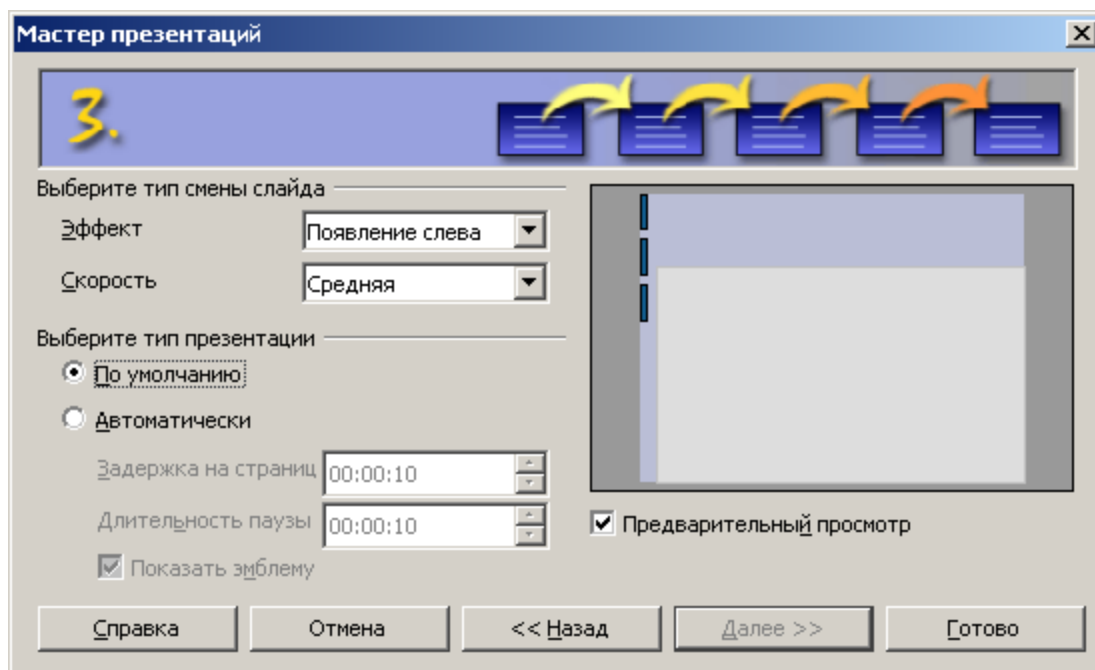 Мастер презентаций
3.
Выберите тип смены слайда
Эффект
Появление слева
Скорость
Средняя
Выберите тип презентации
По умолчанию
Автоматически
Задержка на страниц
00:00:10
Длительность паузы
00:00:10
Показать эмблему
Предварительный просмотр
Справка
Отмена
<< Назад
Далее >>
Готово